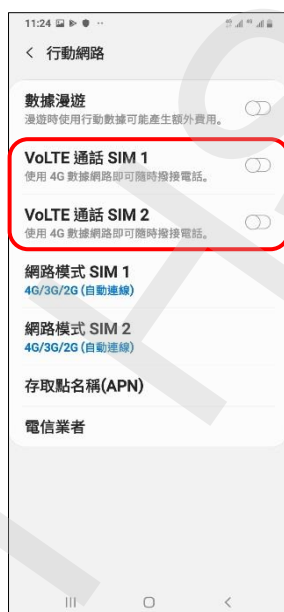 11:24
行動網路
數據漫遊
漫遊時使用行動數據可能產生額外費用。
VoLTE 通話 SIM 1
使用 4G 數據網路即可隨時撥接電話。
VoLTE 通話 SIM 2
使用 4G 數據網路即可隨時撥接電話。
網路模式 SIM 1
4G/3G/2G (自動連線)
網路模式 SIM 2
4G/3G/2G (自動連線)
存取點名稱(APN)
電信業者